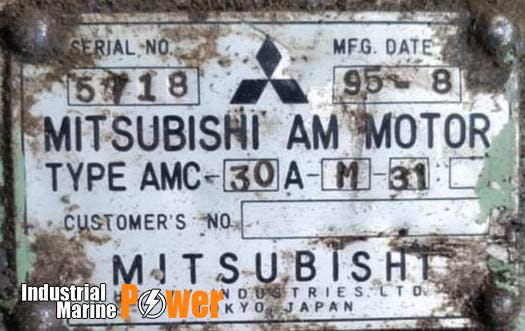 SERIAL NO. MFG. DATE
5718 95-8
MITSUBISHI AM MOTOR
TYPE AMC-30A-M-31
CUSTOMER'S NO
MITSUBISHI
INDUSTRIES, LTD.
JAPAN
Industrial
Marine Power